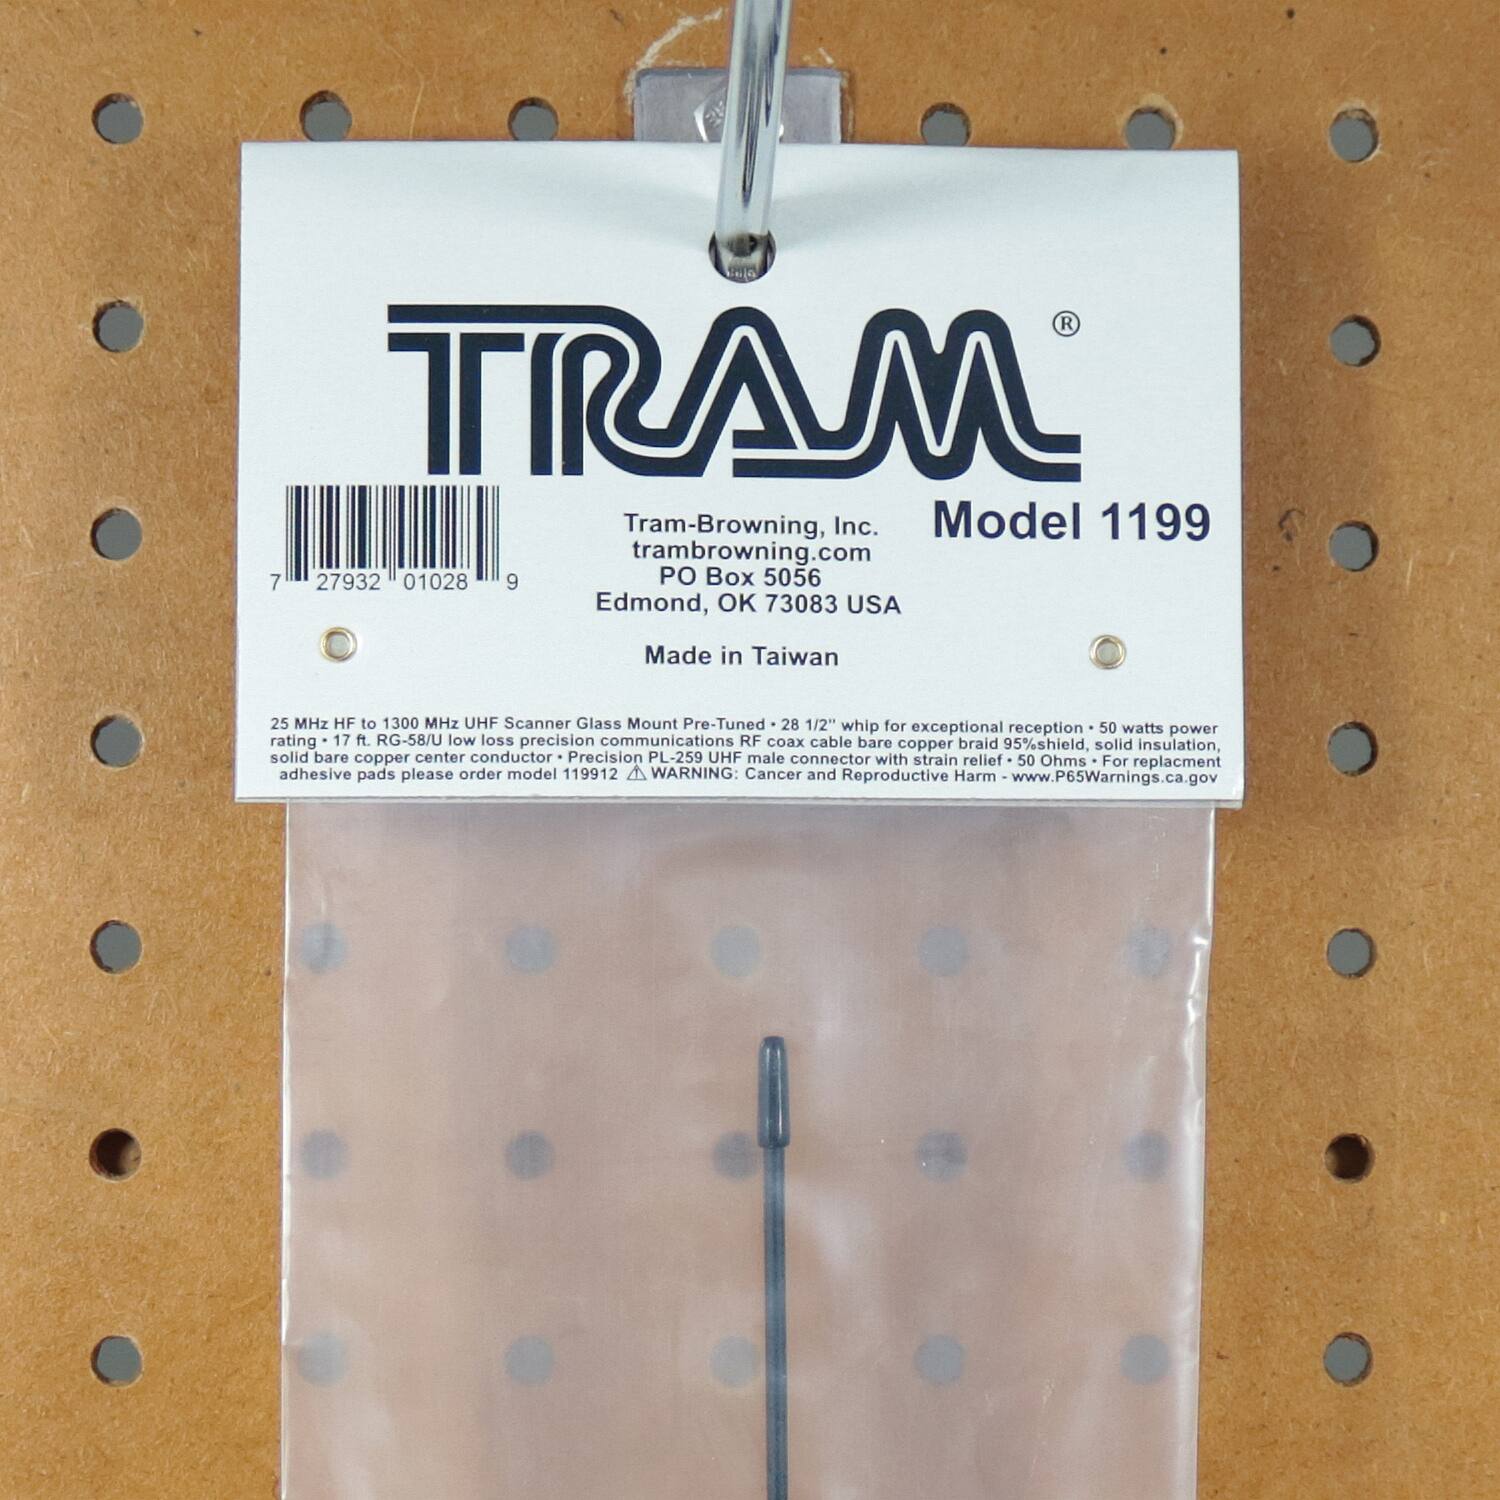 TRAM®
Model 1199
7 27932 01028 9
Tram-Browning, Inc.
trambrowning.com
PO Box 5056
Edmond, OK 73083 USA
Made in Taiwan
25 MHz HF to 1300 MHz UHF Scanner Glass Mount Pre-Tuned • 28 1/2" whip for exceptional reception • 50 watts power
rating • 17 ft. RG-58/U low loss precision communications RF coax cable bare copper braid 95%shield, solid insulation,
solid bare copper center conductor • Precision PL-259 UHF male connector with strain relief • 50 Ohms • For replacment
adhesive pads please order model 119912 ⚠ WARNING: Cancer and Reproductive Harm - www.P65Warnings.ca.gov